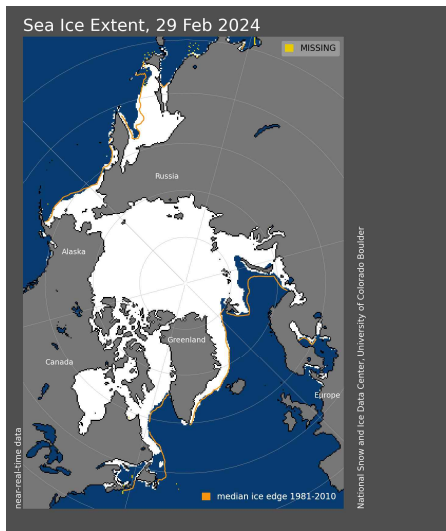 Sea Ice Extent, 29 Feb 2024
MISSING
Russia
Alaska
Greenland
Canada
Europe
median ice edge 1981-2010
near-real-time data
National Snow and Ice Data Center, University of Colorado Boulder